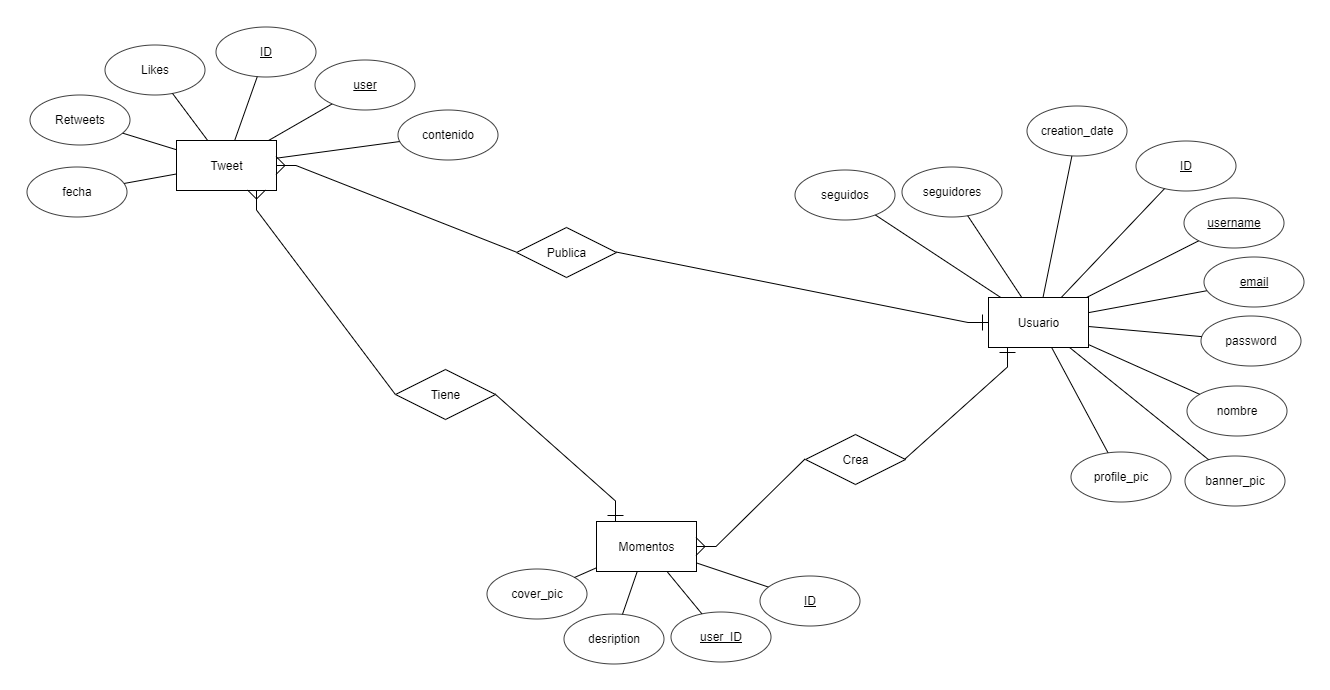 ID
Likes
user
Retweets
contenido
Tweet
fecha
creation_date
ID
seguidos
seguidores
username
Publica
email
Usuario
password
Tiene
nombre
Crea
profile_pic
banner_pic
Momentos
cover_pic
ID
desription
user_ID